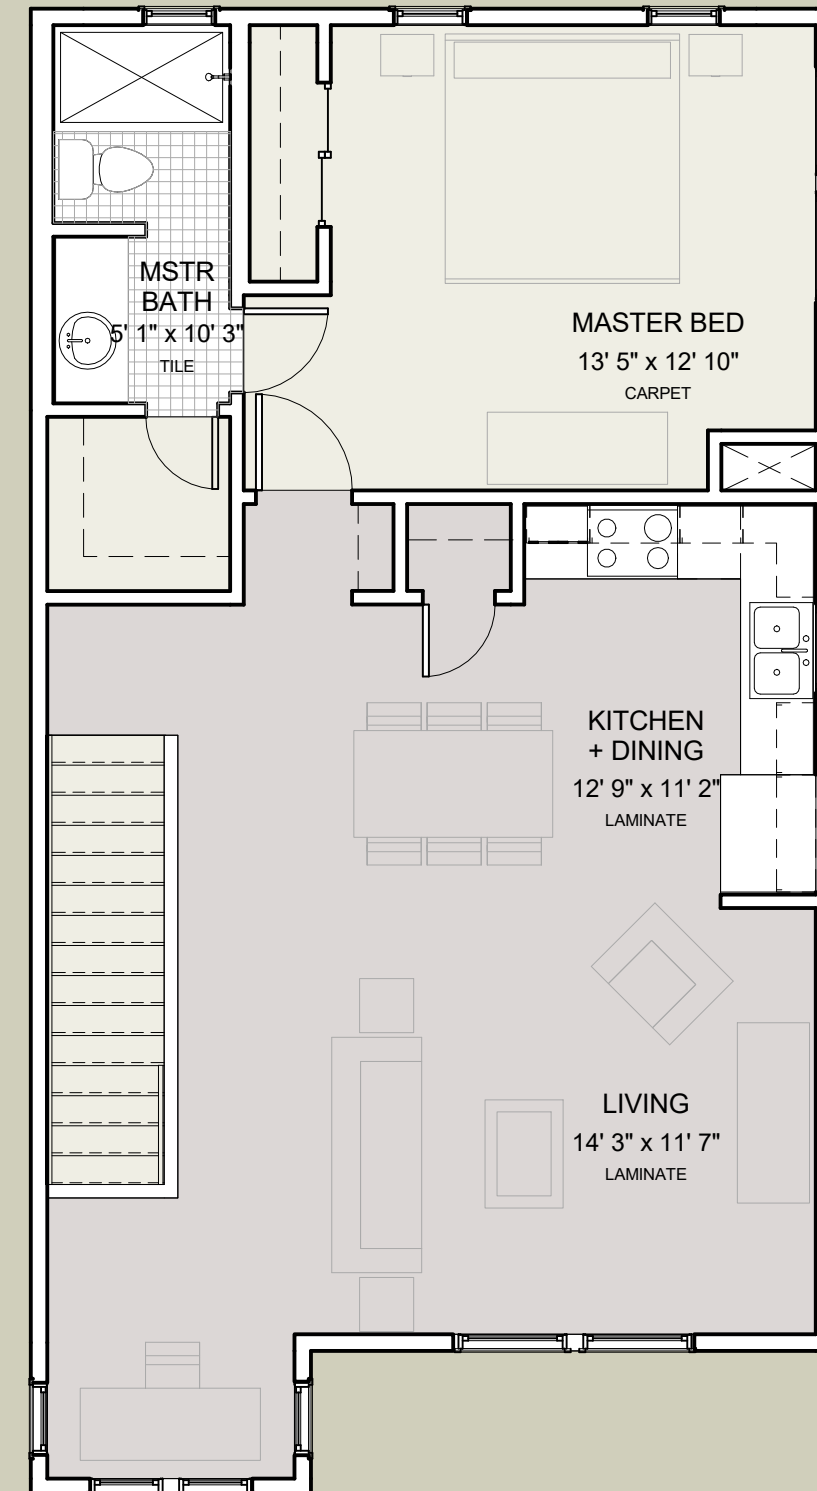 MSTR
BATH
5' 1" x 10' 3"
TILE
MASTER BED
13' 5" x 12' 10"
CARPET
KITCHEN
+ DINING
12' 9" x 11' 2"
LAMINATE
LIVING
14' 3" x 11' 7"
LAMINATE